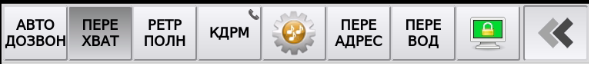 АВТО
ДОЗВОН
ПЕРЕ
ХВАТ
РЕТР
ПОЛН
КДРМ
ПЕРЕ
АДРЕС
ПЕРЕ
ВОД